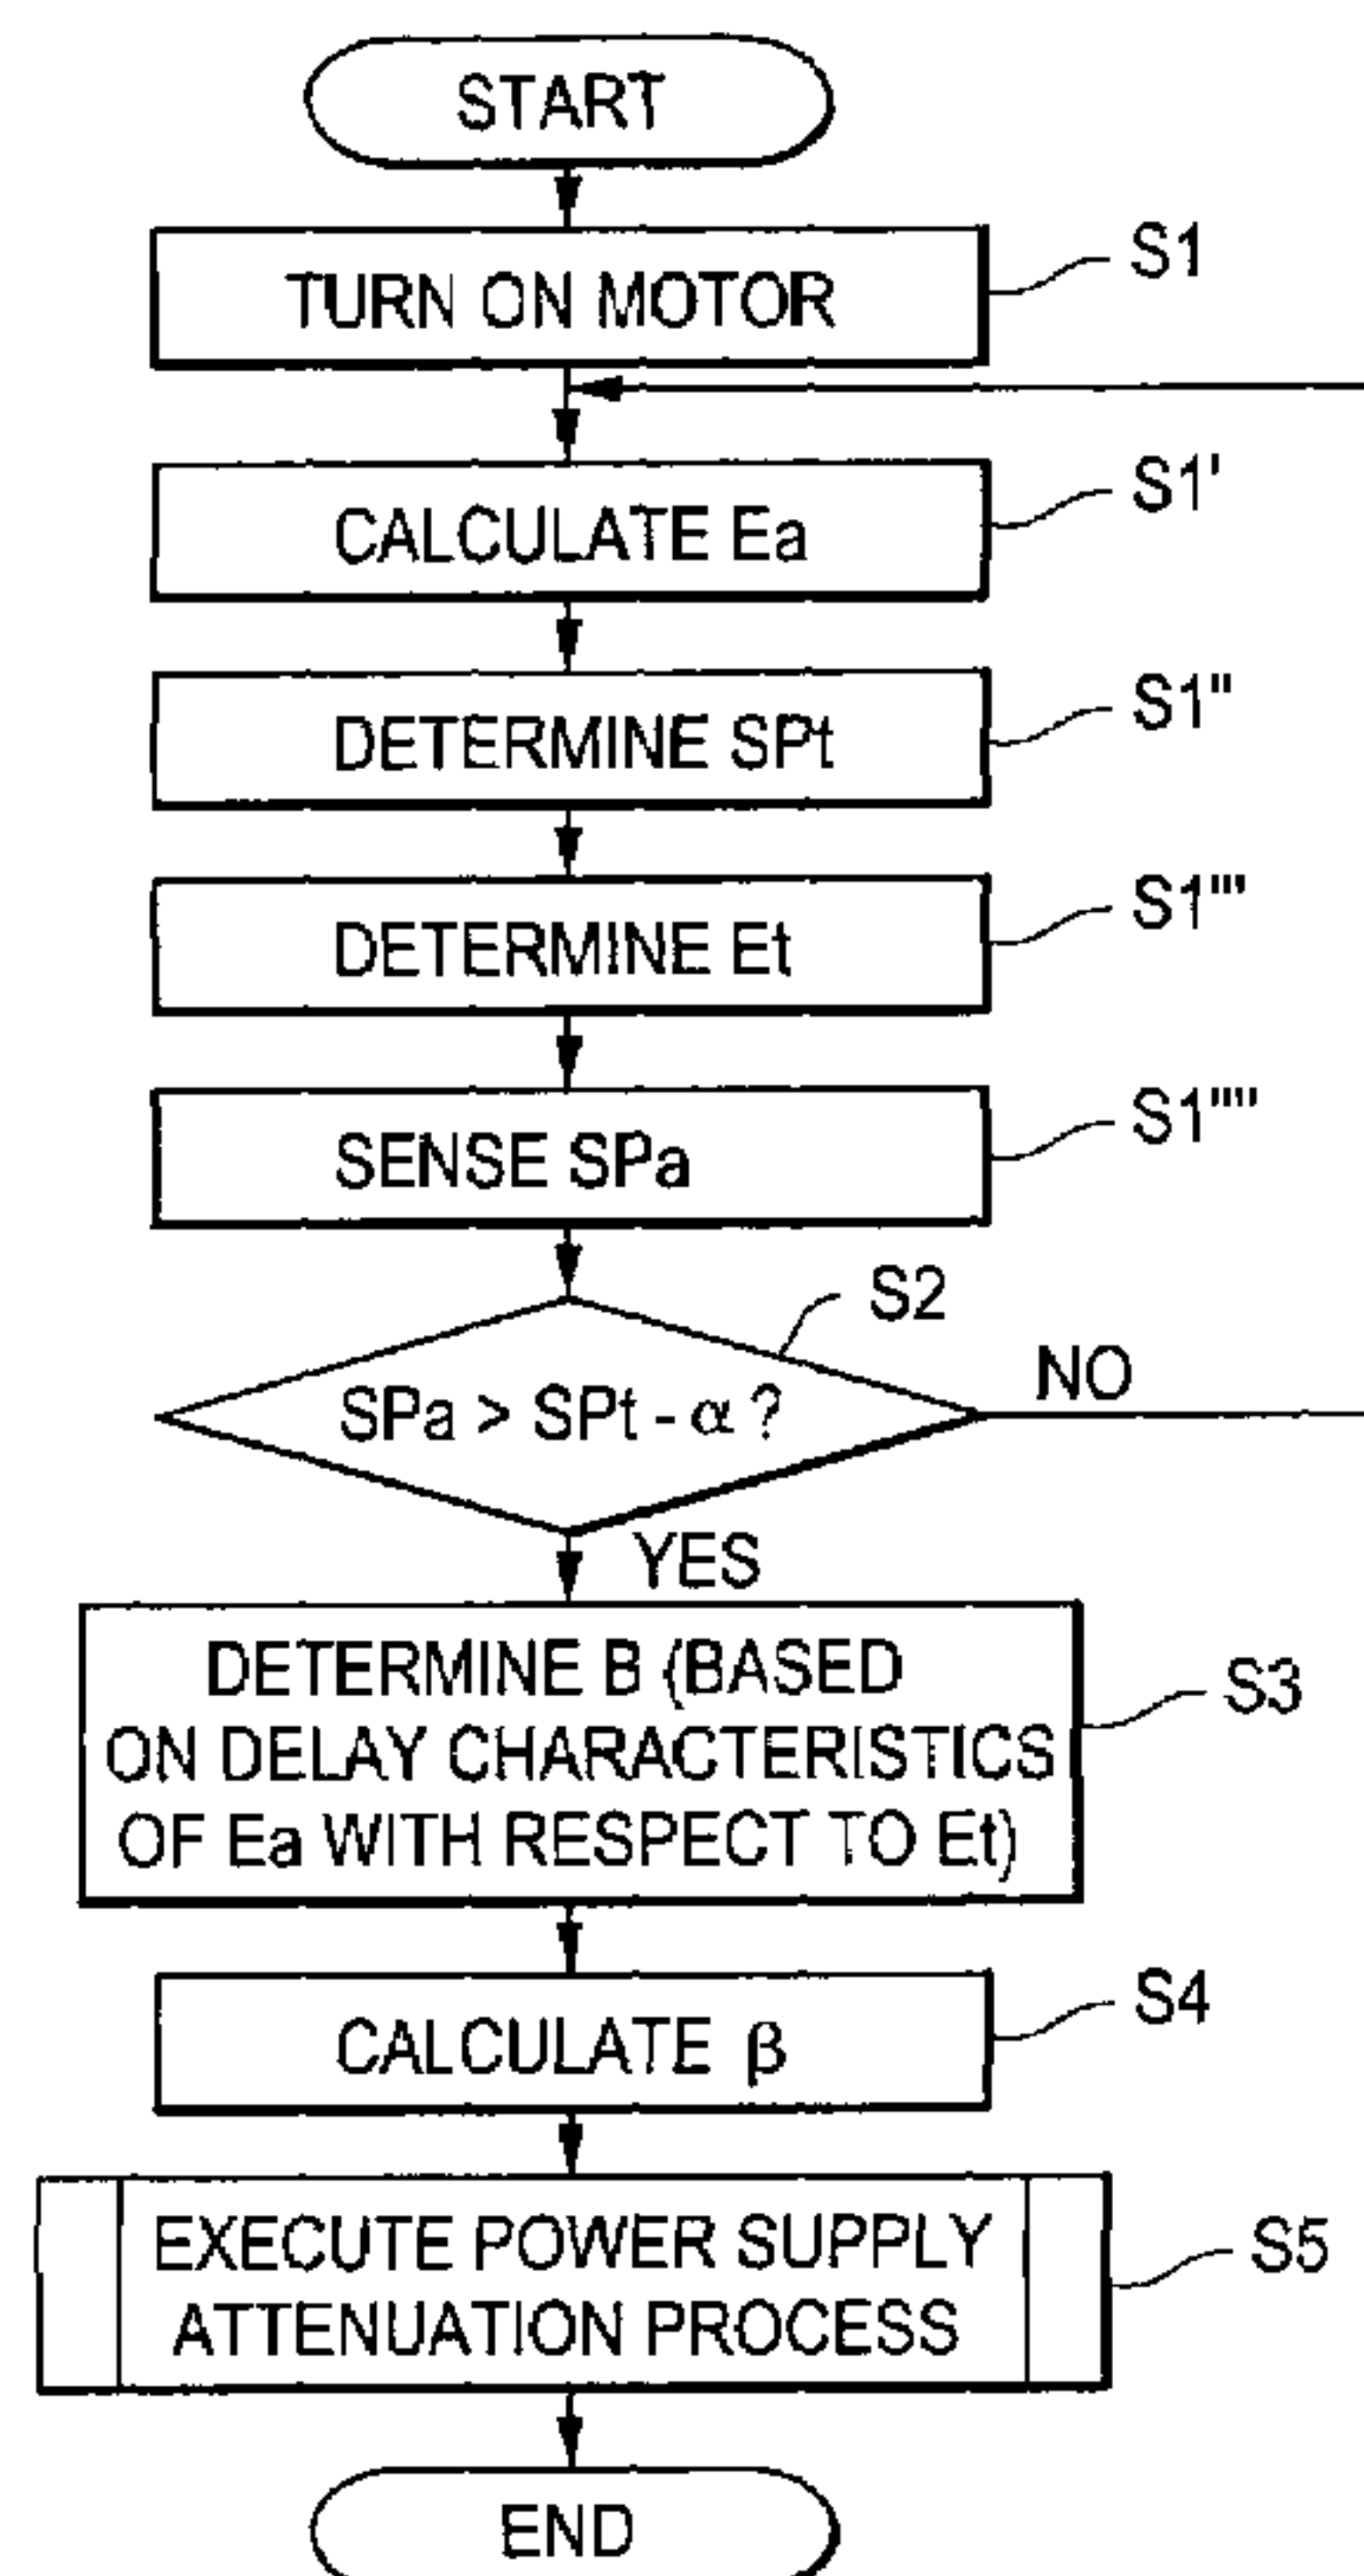 START
TURN ON MOTOR
S1
CALCULATE Ea
S1'
DETERMINE SPt
S1"
DETERMINE Et
S1"'
SENSE SPa
S1""
S2
SPa > SPt - α ?
NO
YES
DETERMINE B (BASED
ON DELAY CHARACTERISTICS
OF Ea WITH RESPECT TO Et)
S3
CALCULATE β
S4
EXECUTE POWER SUPPLY
ATTENUATION PROCESS
S5
END